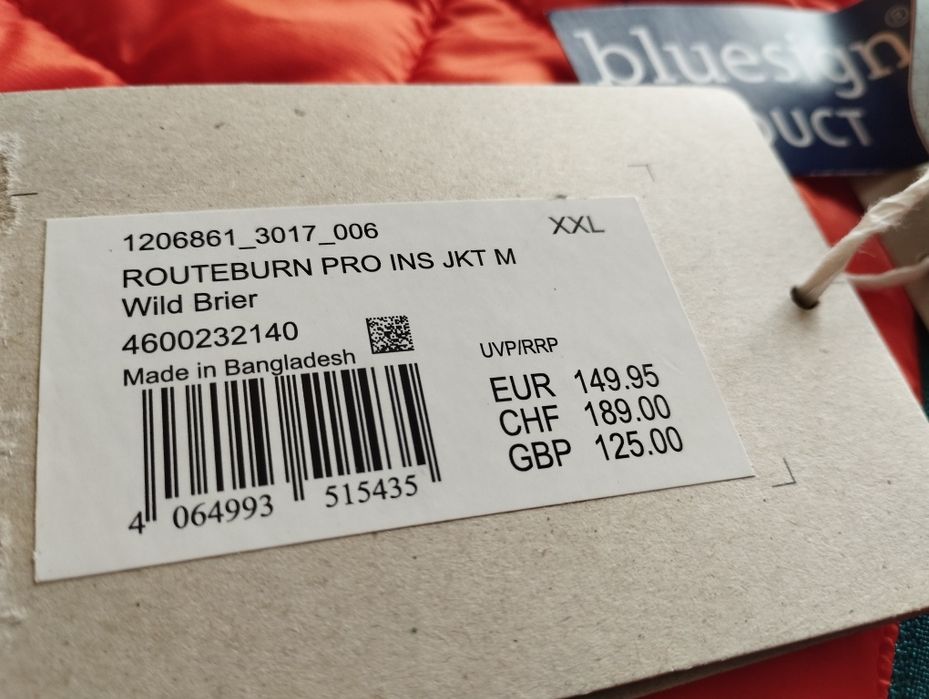 bluesign®
DUCT
1206861_3017_006
XXL
ROUTEBURN PRO INS JKT M
Wild Brier
4600232140
Made in Bangladesh
UVP/RRP
EUR 149.95
CHF 189.00
GBP 125.00
4 064993 515435